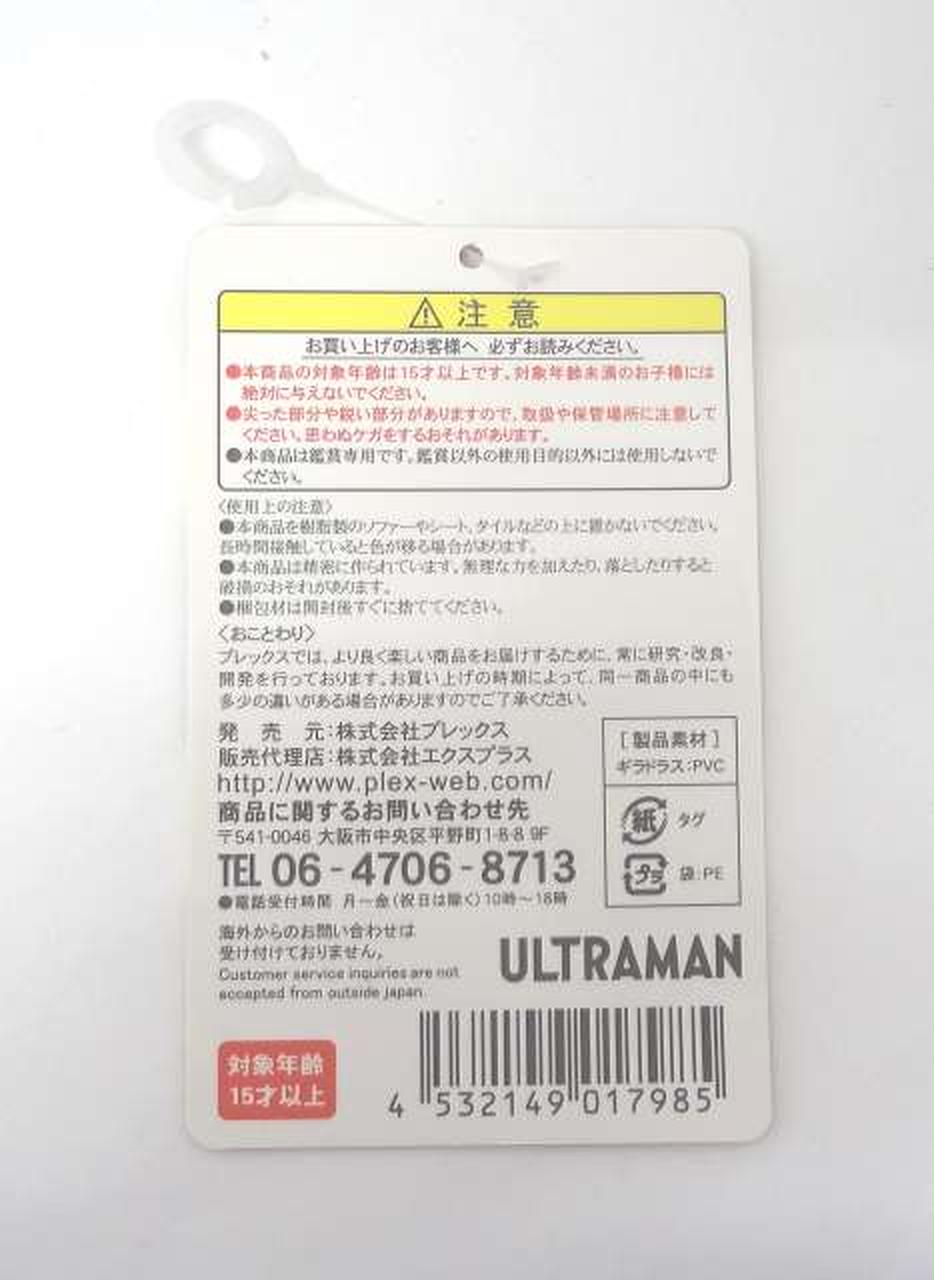 注意
お買い上げのお客様へ 必ずお読みください。
●本商品の対象年齢は15才以上です。対象年齢未満のお子様には
絶対に与えないでください。
●尖った部分や鋭い部分がありますので、取扱や保管場所に注意して
ください。思わぬケガをするおそれがあります。
●本商品は鑑賞専用です。鑑賞以外の使用目的以外には使用しないで
ください。
〈使用上の注意〉
●本商品を樹脂製のソファーやシート、タイルなどの上に置かないでください。
長時間接触していると色が移る場合があります。
●本商品は精密に作られています。無理な力を加えたり、落としたりすると
破損のおそれがあります。
●梱包材は開封後すぐに捨ててください。
〈おことわり〉
プレックスでは、より良く楽しい商品をお届けするために、常に研究・改良・
開発を行っております。お買い上げの時期によって、同一商品の中にも
多少の違いがある場合がありますのでご了承ください。
発売元:株式会社プレックス
販売代理店:株式会社エクスプラス
http://www.plex-web.com/
商品に関するお問い合わせ先
〒541-0046 大阪市中央区平野町1-8-8 9F
TEL 06-4706-8713
●電話受付時間 月〜金(祝日は除く)10時〜18時
[製品素材]
ギラドラス:PVC
紙 タグ
プラ 袋:PE
海外からのお問い合わせは
受け付けておりません。
Customer service inquiries are not
accepted from outside japan.
ULTRAMAN
対象年齢
15才以上
4 532149 017985